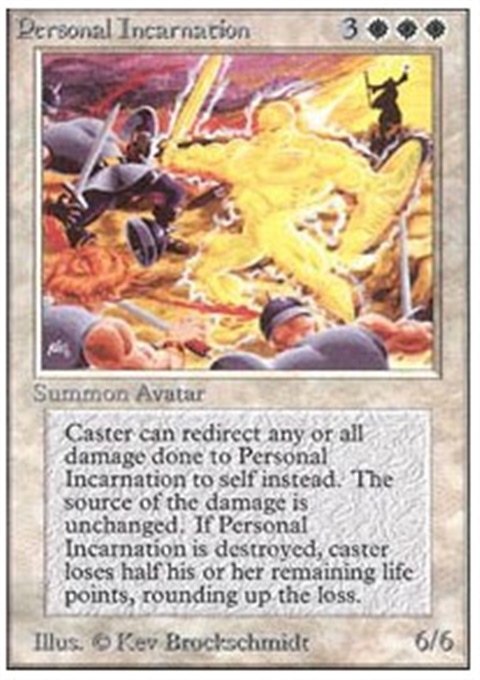 Personal Incarnation 3
Summon Avatar
Caster can redirect any or all
damage done to Personal
Incarnation to self instead. The
source of the damage is
unchanged. If Personal
Incarnation is destroyed, caster
loses half his or her remaining life
points, rounding up the loss.
Illus. © Kev Brockschmidt 6/6